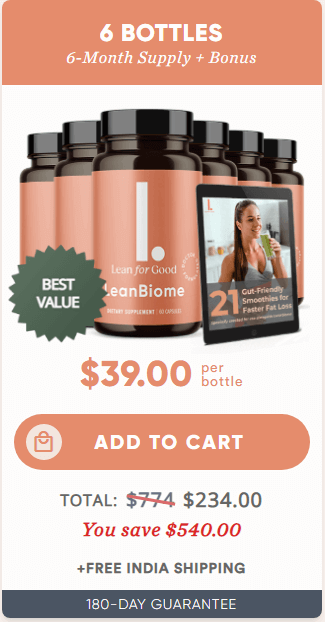 6 BOTTLES
6-Month Supply + Bonus
Lean for Good
LeanBiome
DIETARY SUPPLEMENT | 60 CAPSULES
BEST
VALUE
21 Gut-Friendly
Smoothies for
Faster Fat Loss
$39.00 per
bottle
ADD TO CART
TOTAL: $774 $234.00
You save $540.00
+FREE INDIA SHIPPING
180-DAY GUARANTEE